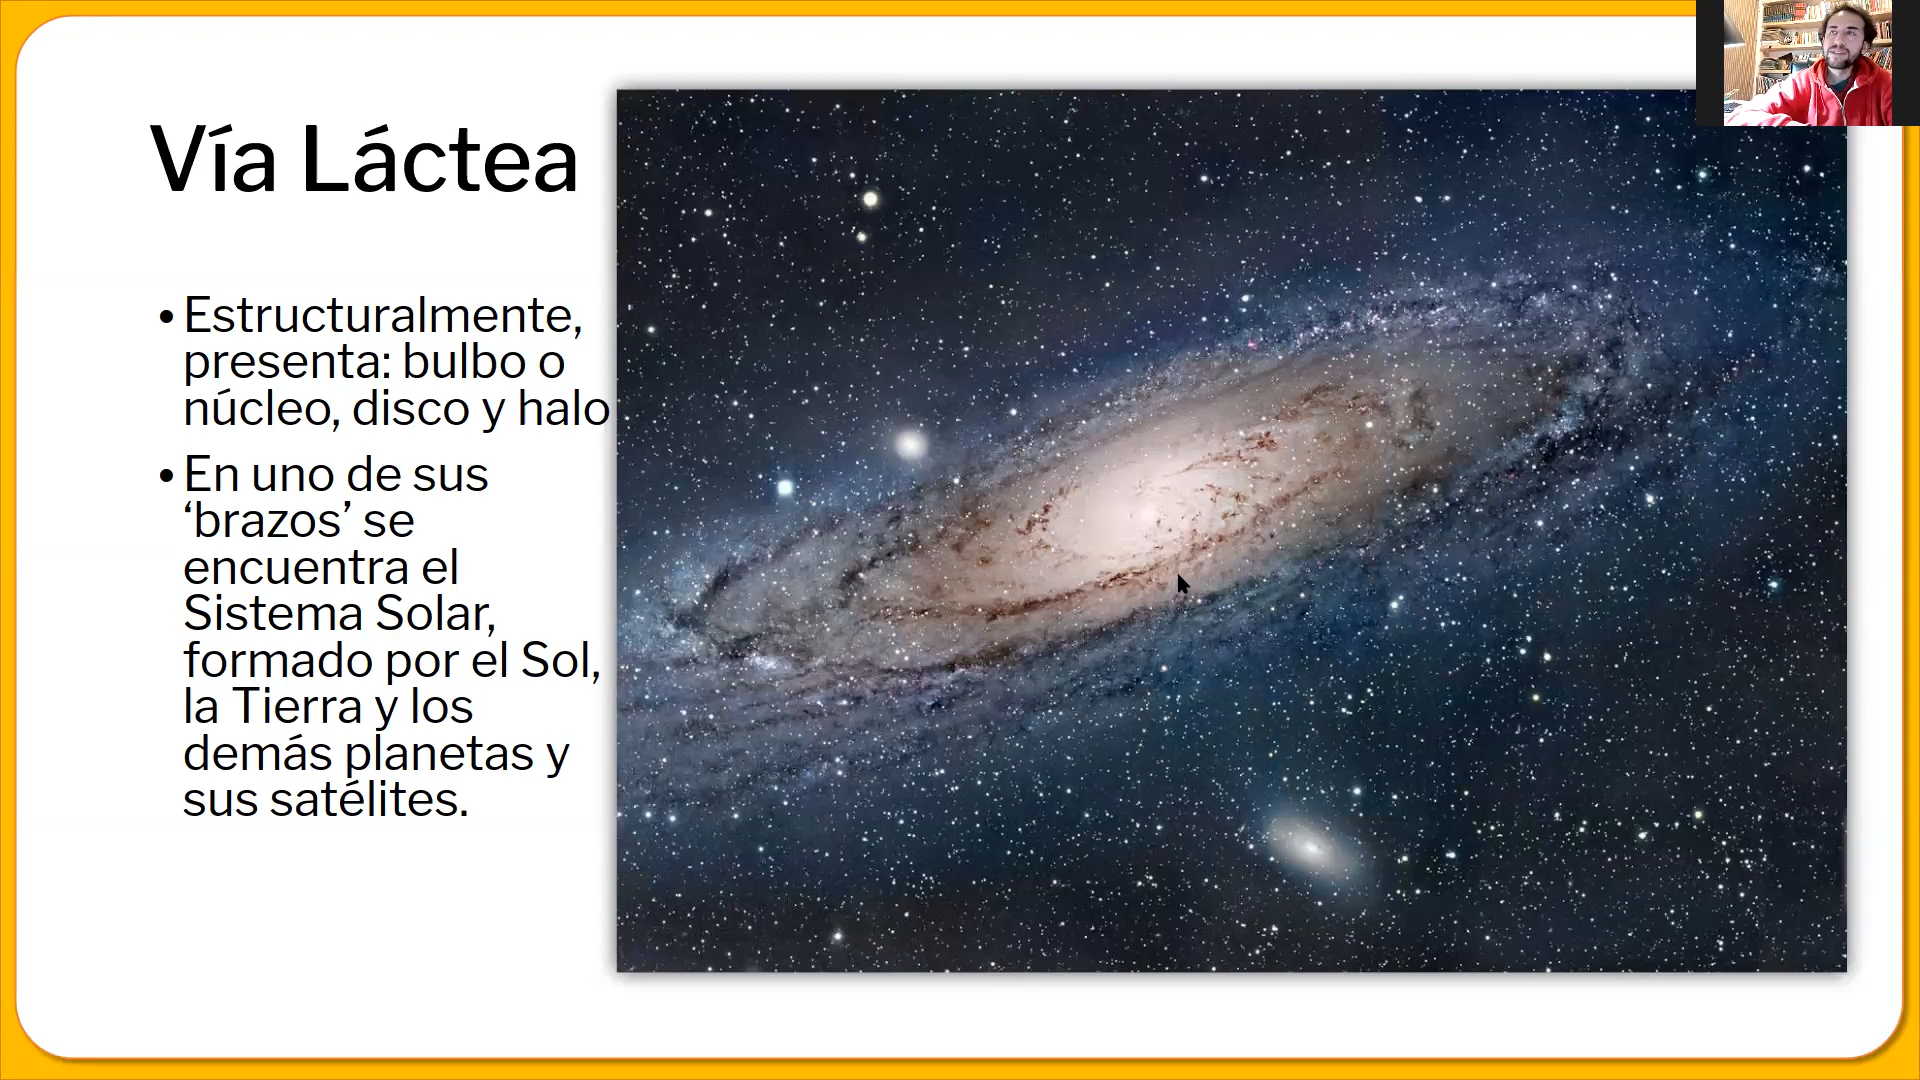 Vía Láctea
• Estructuralmente,
presenta: bulbo o
núcleo, disco y halo
• En uno de sus
‘brazos’ se
encuentra el
Sistema Solar,
formado por el Sol,
la Tierra y los
demás planetas y
sus satélites.